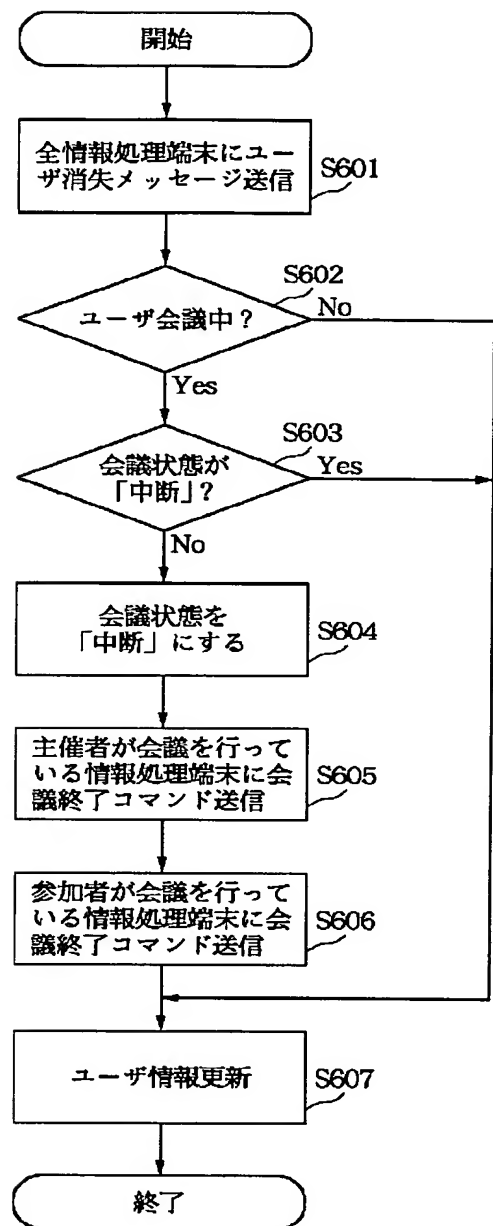 開始
全情報処理端末にユー
ザ消失メッセージ送信
S601
S602
ユーザ会議中?
No
Yes
S603
会議状態が
「中断」?
Yes
No
会議状態を
「中断」にする
S604
主催者が会議を行って
いる情報処理端末に会
議終了コマンド送信
S605
参加者が会議を行って
いる情報処理端末に会
議終了コマンド送信
S606
ユーザ情報更新
S607
終了